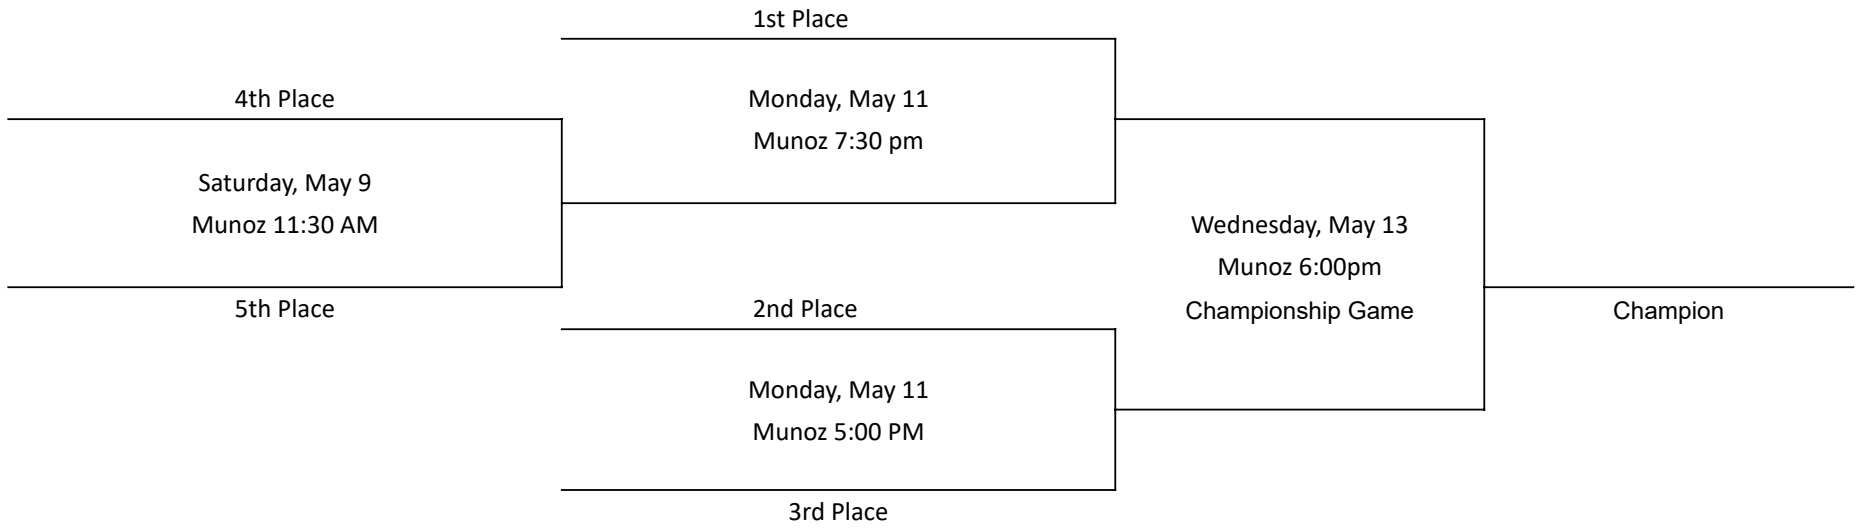 1st Place
4th Place
Monday, May 11
Munoz 7:30 pm
Saturday, May 9
Munoz 11:30 AM
Wednesday, May 13
Munoz 6:00pm
Championship Game
5th Place
2nd Place
Champion
Monday, May 11
Munoz 5:00 PM
3rd Place